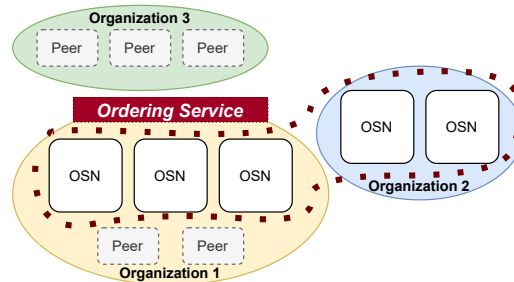 Organization 3
Peer Peer Peer
Ordering Service
OSN OSN
OSN OSN OSN
Organization 2
Peer Peer
Organization 1